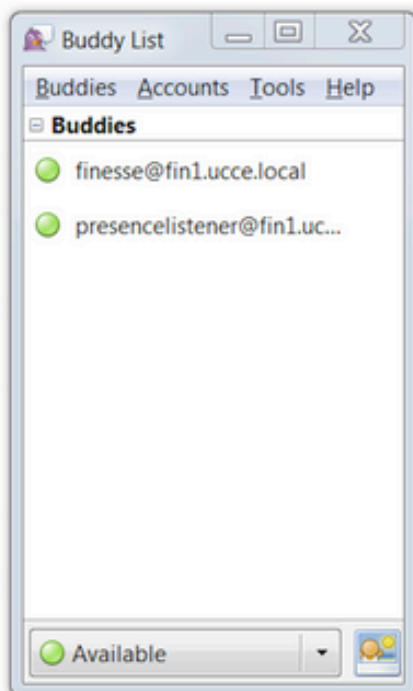 Buddy List
Buddies Accounts Tools Help
Buddies
finesse@fin1.ucce.local
presencelistener@fin1.uc...
Available